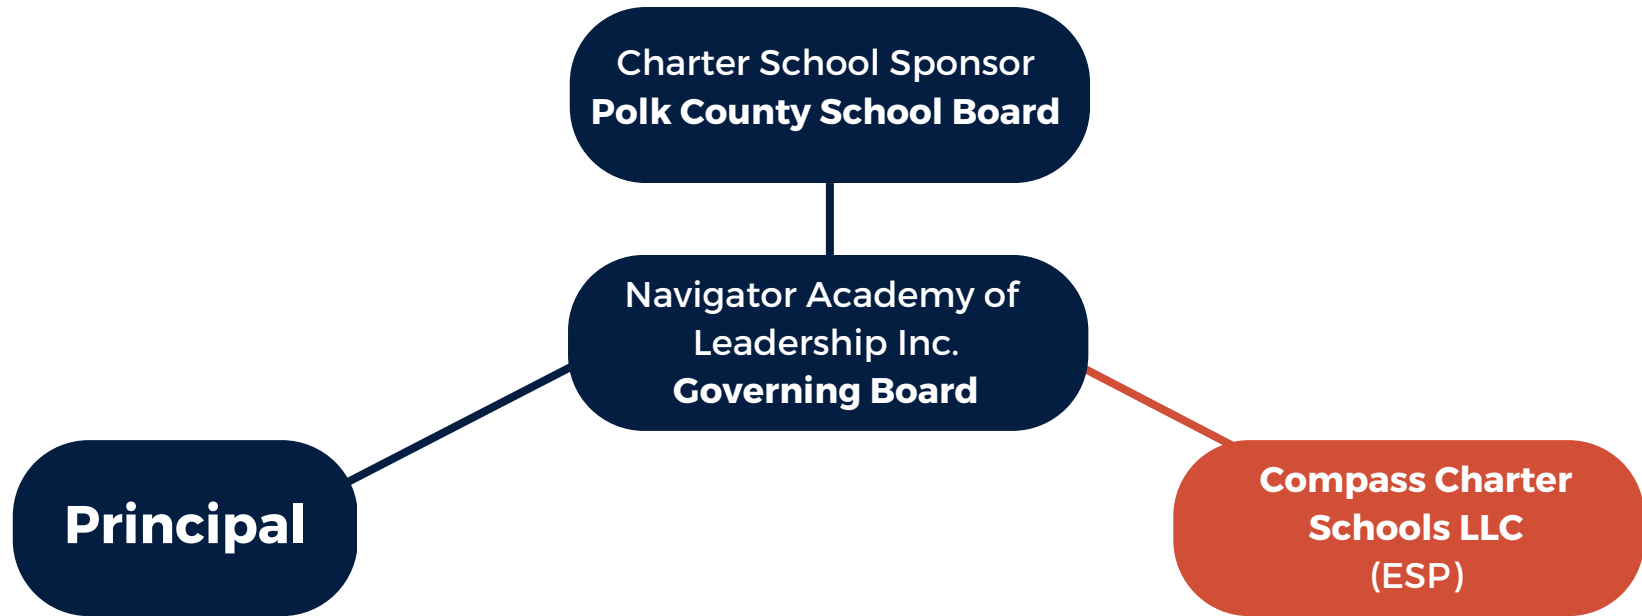 Charter School Sponsor
Polk County School Board
Navigator Academy of
Leadership Inc.
Governing Board
Principal
Compass Charter
Schools LLC
(ESP)